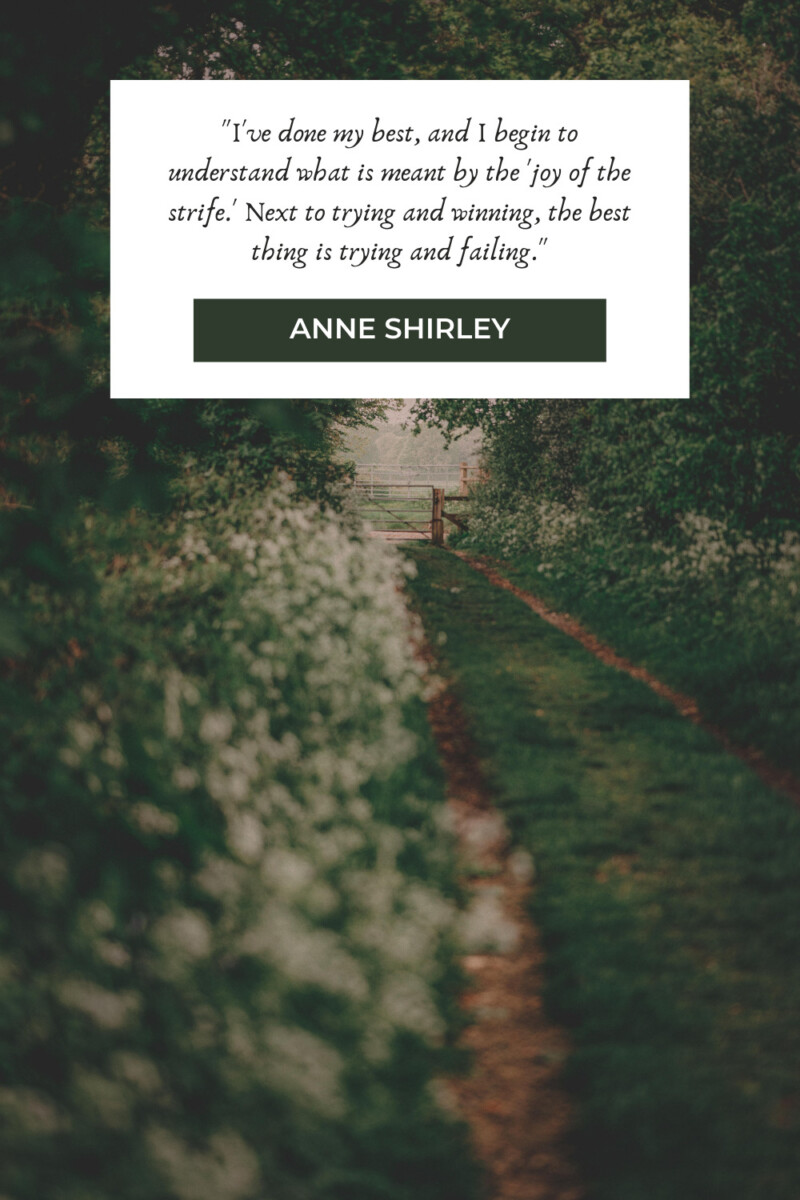 "I've done my best, and I begin to
understand what is meant by the 'joy of the
strife.' Next to trying and winning, the best
thing is trying and failing."
ANNE SHIRLEY